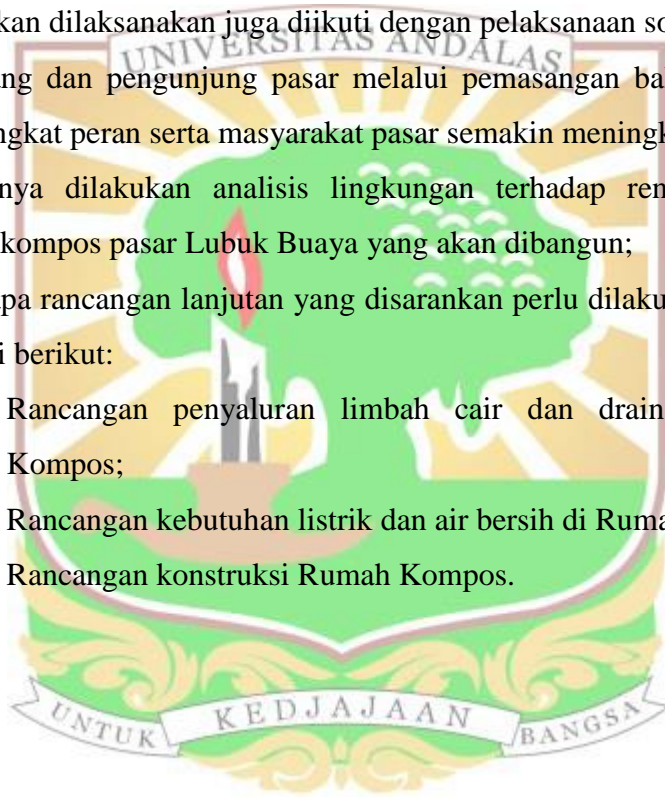 kan dilaksanakan juga diikuti dengan pelaksanaan so
UNIVERSITAS ANDALAS
ng dan pengunjung pasar melalui pemasangan ba
ngkat peran serta masyarakat pasar semakin meningk
nya dilakukan analisis lingkungan terhadap ren
kompos pasar Lubuk Buaya yang akan dibangun;
pa rancangan lanjutan yang disarankan perlu dilaku
i berikut:
Rancangan penyaluran limbah cair dan drain
Kompos;
Rancangan kebutuhan listrik dan air bersih di Ruma
Rancangan konstruksi Rumah Kompos.
UNTUK KEDJAJAAN BANGSA